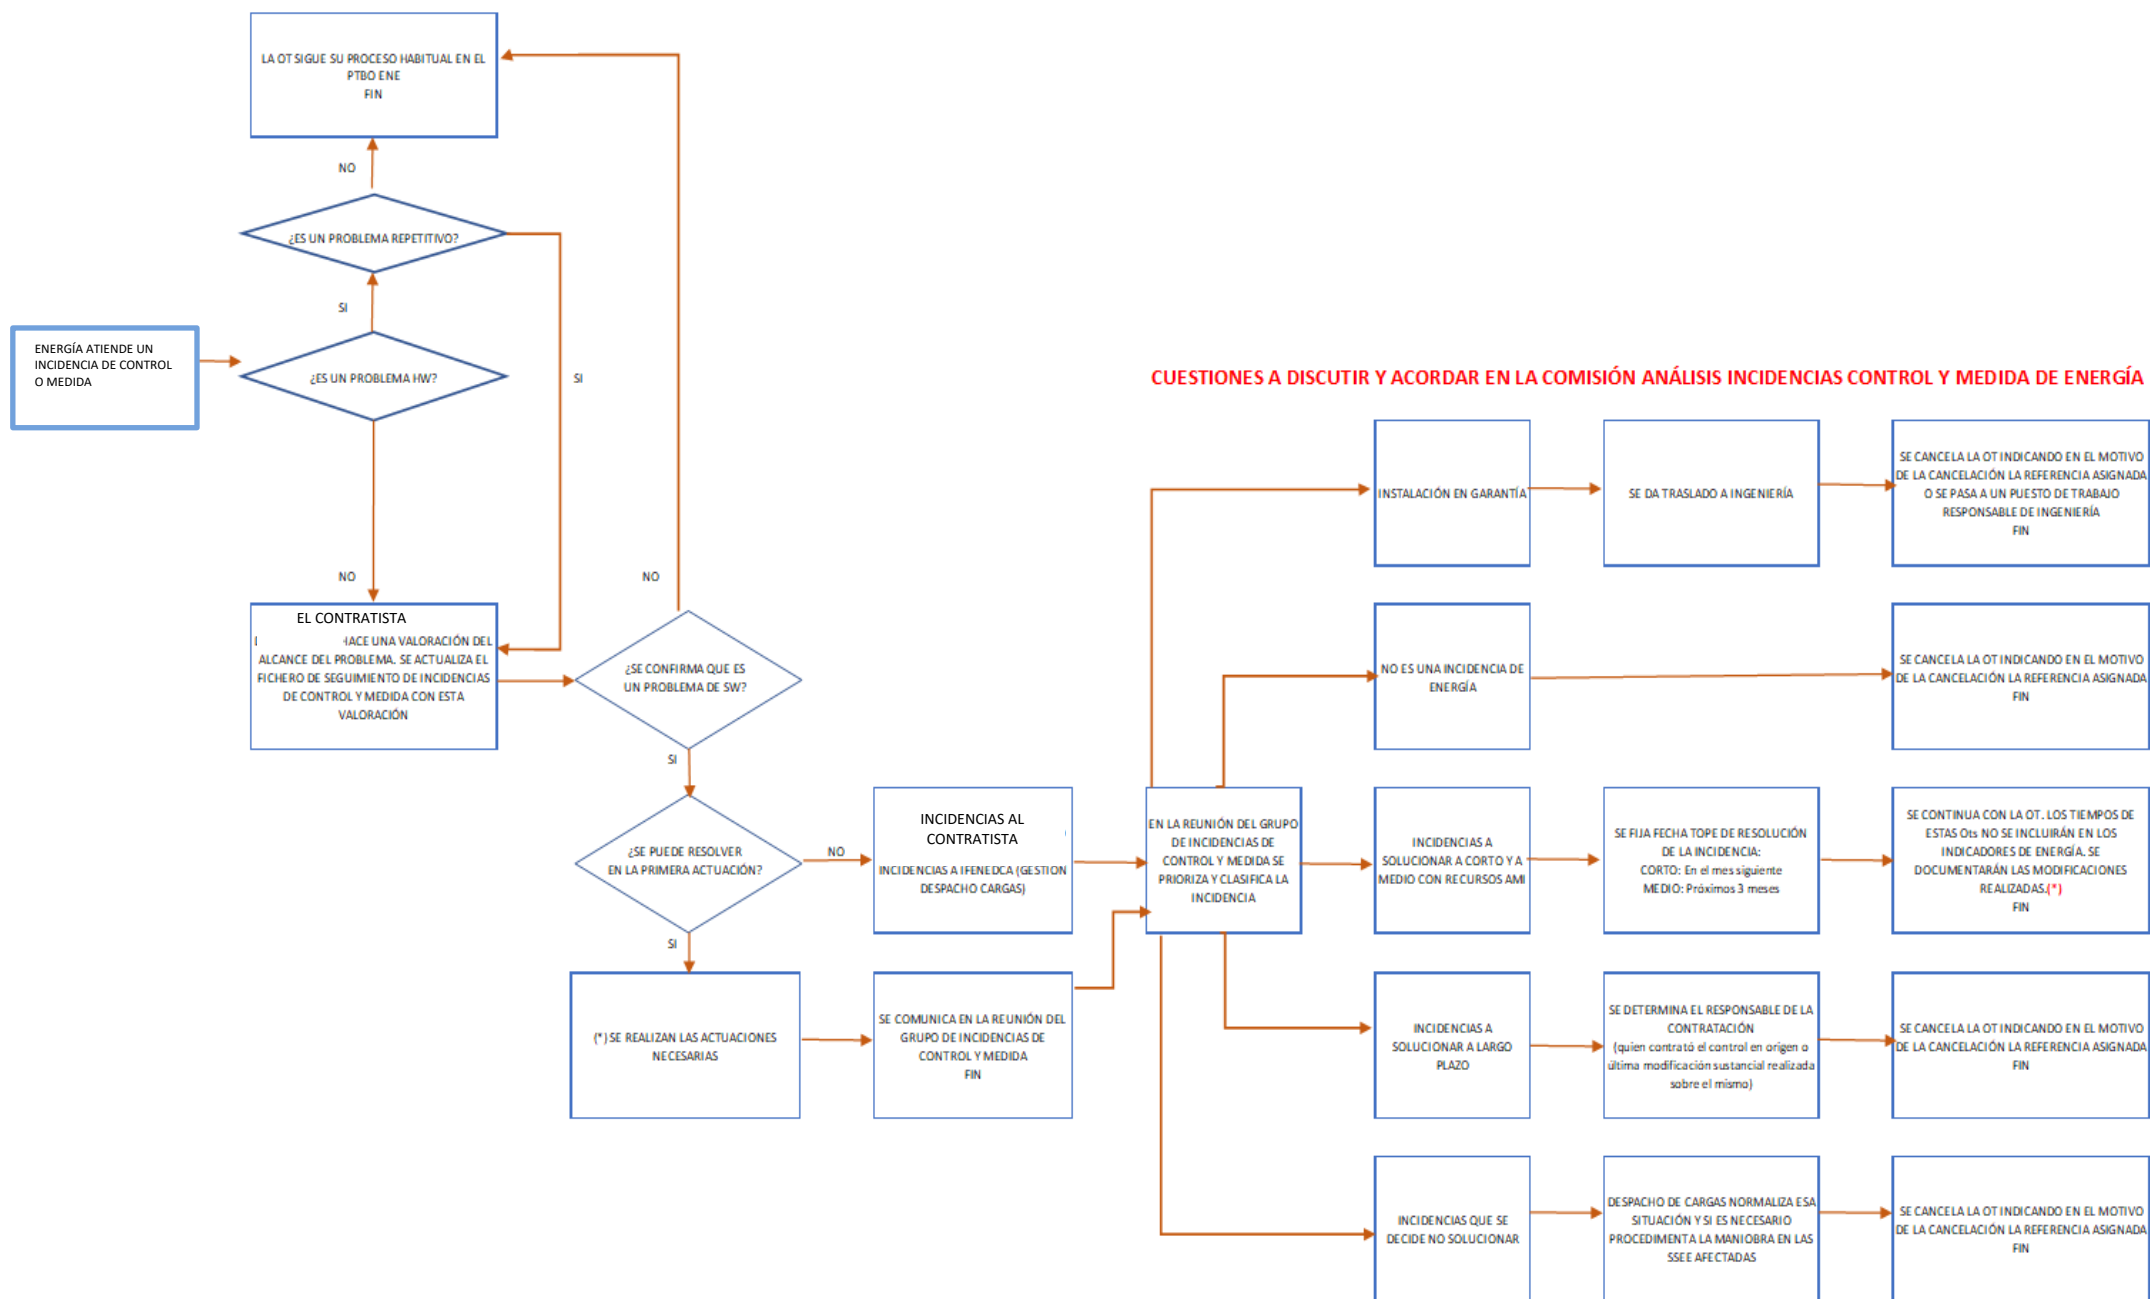 LA OT SIGUE SU PROCESO HABITUAL EN EL
PTBO ENE
FIN
NO
¿ES UN PROBLEMA REPETITIVO?
SI
ENERGÍA ATIENDE UN
INCIDENCIA DE CONTROL
O MEDIDA
¿ES UN PROBLEMA HW?
SI
NO
EL CONTRATISTA
HACE UNA VALORACIÓN DEL
ALCANCE DEL PROBLEMA. SE ACTUALIZA EL
FICHERO DE SEGUIMIENTO DE INCIDENCIAS
DE CONTROL Y MEDIDA CON ESTA
VALORACIÓN
NO
¿SE CONFIRMA QUE ES
UN PROBLEMA DE SW?
SI
¿SE PUEDE RESOLVER
EN LA PRIMERA ACTUACIÓN?
NO
SI
(*) SE REALIZAN LAS ACTUACIONES
NECESARIAS
INCIDENCIAS AL
CONTRATISTA
INCIDENCIAS A IFENEDCA (GESTION
DESPACHO CARGAS)
SE COMUNICA EN LA REUNIÓN DEL
GRUPO DE INCIDENCIAS DE
CONTROL Y MEDIDA
FIN
EN LA REUNIÓN DEL GRUPO
DE INCIDENCIAS DE
CONTROL Y MEDIDA SE
PRIORIZA Y CLASIFICA LA
INCIDENCIA
CUESTIONES A DISCUTIR Y ACORDAR EN LA COMISIÓN ANÁLISIS INCIDENCIAS CONTROL Y MEDIDA DE ENERGÍA
INSTALACIÓN EN GARANTÍA
SE DA TRASLADO A INGENIERÍA
SE CANCELA LA OT INDICANDO EN EL MOTIVO
DE LA CANCELACIÓN LA REFERENCIA ASIGNADA
O SE PASA A UN PUESTO DE TRABAJO
RESPONSABLE DE INGENIERÍA
FIN
NO ES UNA INCIDENCIA DE
ENERGÍA
SE CANCELA LA OT INDICANDO EN EL MOTIVO
DE LA CANCELACIÓN LA REFERENCIA ASIGNADA
FIN
INCIDENCIAS A
SOLUCIONAR A CORTO Y A
MEDIO CON RECURSOS AMI
SE FIJA FECHA TOPE DE RESOLUCIÓN
DE LA INCIDENCIA:
CORTO: En el mes siguiente
MEDIO: Próximos 3 meses
SE CONTINUA CON LA OT. LOS TIEMPOS DE
ESTAS Ots NO SE INCLUIRÁN EN LOS
INDICADORES DE ENERGÍA. SE
DOCUMENTARÁN LAS MODIFICACIONES
REALIZADAS.(*)
FIN
INCIDENCIAS A
SOLUCIONAR A LARGO
PLAZO
SE DETERMINA EL RESPONSABLE DE LA
CONTRATACIÓN
(quien contrató el control en origen o
última modificación sustancial realizada
sobre el mismo)
SE CANCELA LA OT INDICANDO EN EL MOTIVO
DE LA CANCELACIÓN LA REFERENCIA ASIGNADA
FIN
INCIDENCIAS QUE SE
DECIDE NO SOLUCIONAR
DESPACHO DE CARGAS NORMALIZA ESA
SITUACIÓN Y SI ES NECESARIO
PROCEDIMENTA LA MANIOBRA EN LAS
SSEE AFECTADAS
SE CANCELA LA OT INDICANDO EN EL MOTIVO
DE LA CANCELACIÓN LA REFERENCIA ASIGNADA
FIN